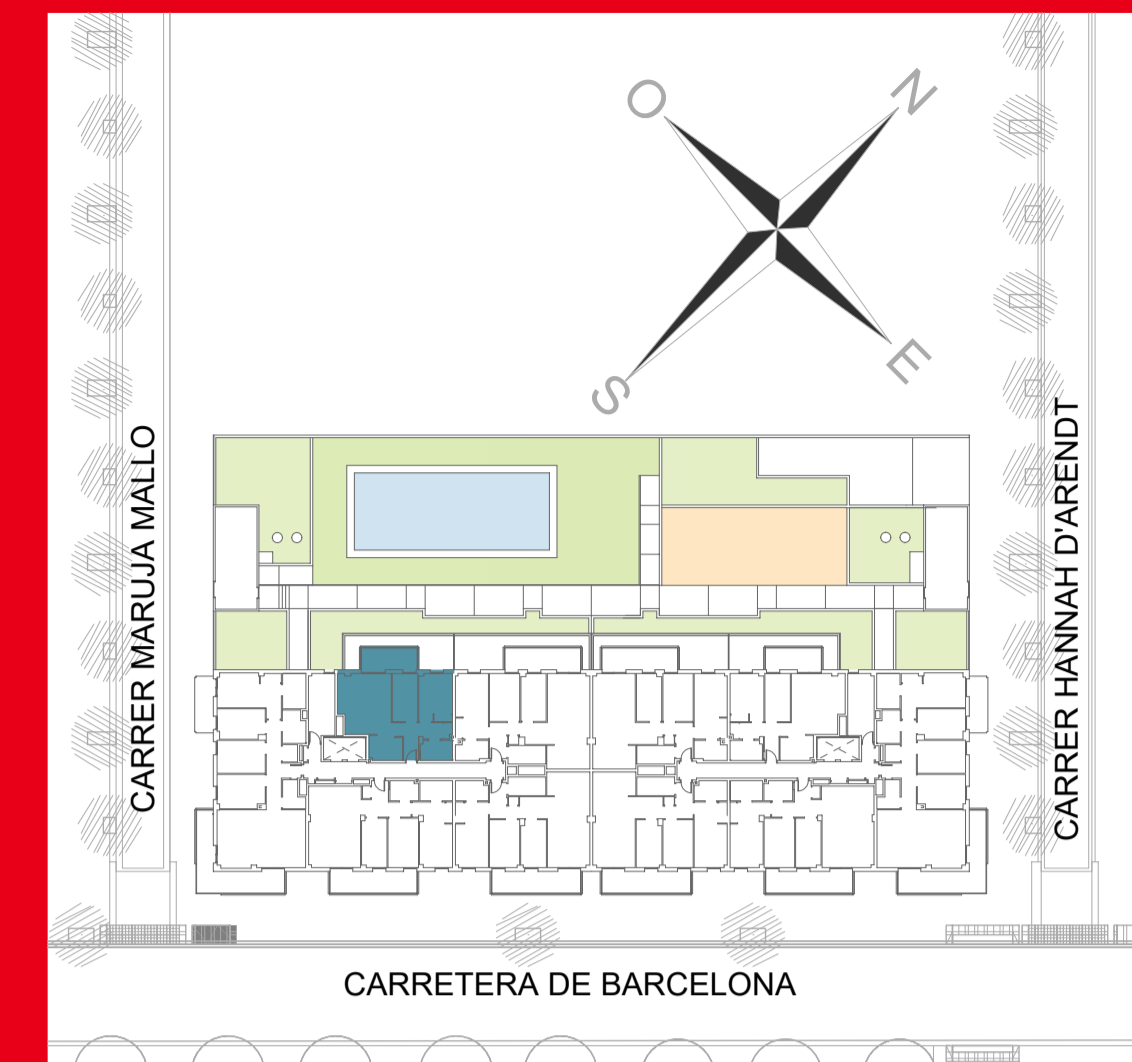 O
N
S
E
CARRER MARUJA MALLO
CARRER HANNAH D'ARENDT
CARRETERA DE BARCELONA